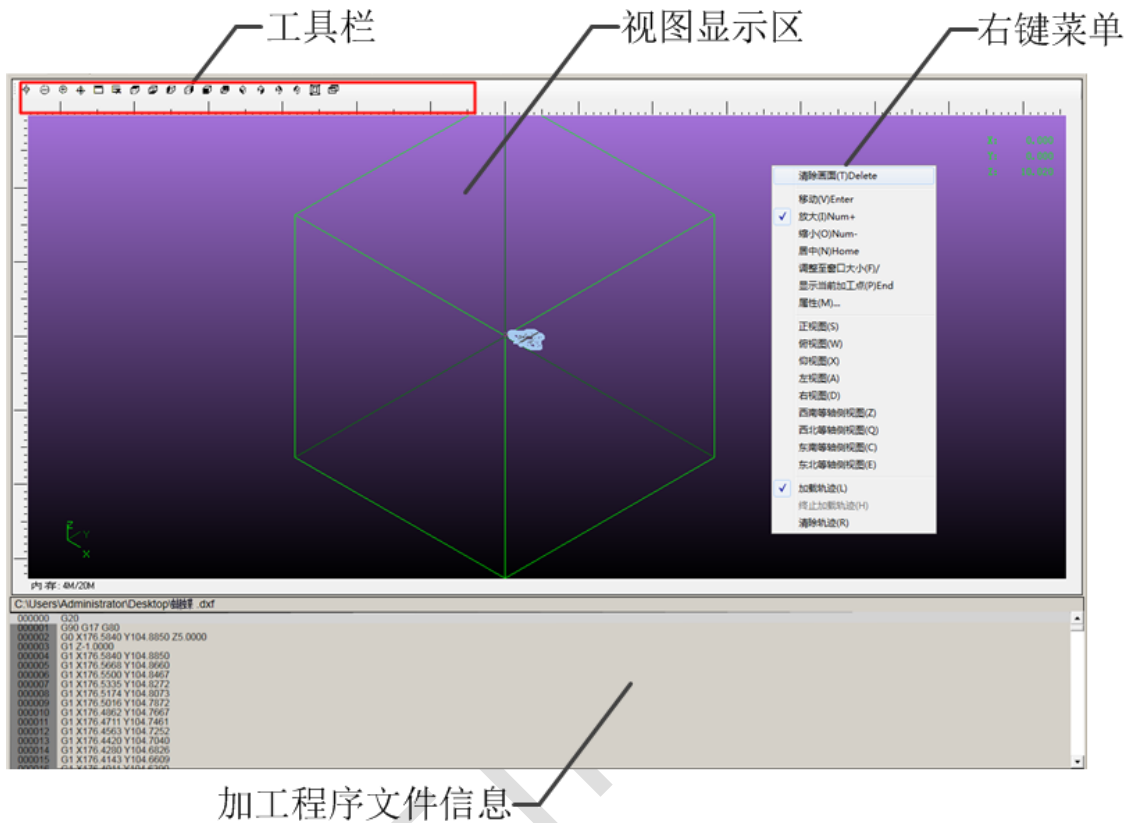 工具栏
视图显示区
右键菜单
X: 0.000
Y: 0.000
Z: 10.020
清除画面(T)Delete
移动(V)Enter
放大(I)Num+
缩小(O)Num-
居中(N)Home
调整至窗口大小(F)/
显示当前加工点(P)End
属性(M)...
正视图(S)
俯视图(W)
仰视图(X)
左视图(A)
右视图(D)
西南等轴侧视图(Z)
西北等轴侧视图(Q)
东南等轴侧视图(C)
东北等轴侧视图(E)
加载轨迹(L)
终止加载轨迹(H)
清除轨迹(R)
Z
Y
X
内存: 4M/20M
C:\Users\Administrator\Desktop\蝴蝶 .dxf
000000 G20
000001 G90 G17 G80
000002 G0 X176.5840 Y104.8850 Z5.0000
000003 G1 Z-1.0000
000004 G1 X176.5840 Y104.8850
000005 G1 X176.5668 Y104.8660
000006 G1 X176.5500 Y104.8467
000007 G1 X176.5335 Y104.8272
000008 G1 X176.5174 Y104.8073
000009 G1 X176.5016 Y104.7872
000010 G1 X176.4862 Y104.7667
000011 G1 X176.4711 Y104.7461
000012 G1 X176.4563 Y104.7252
000013 G1 X176.4420 Y104.7040
000014 G1 X176.4280 Y104.6826
000015 G1 X176.4143 Y104.6609
加工程序文件信息